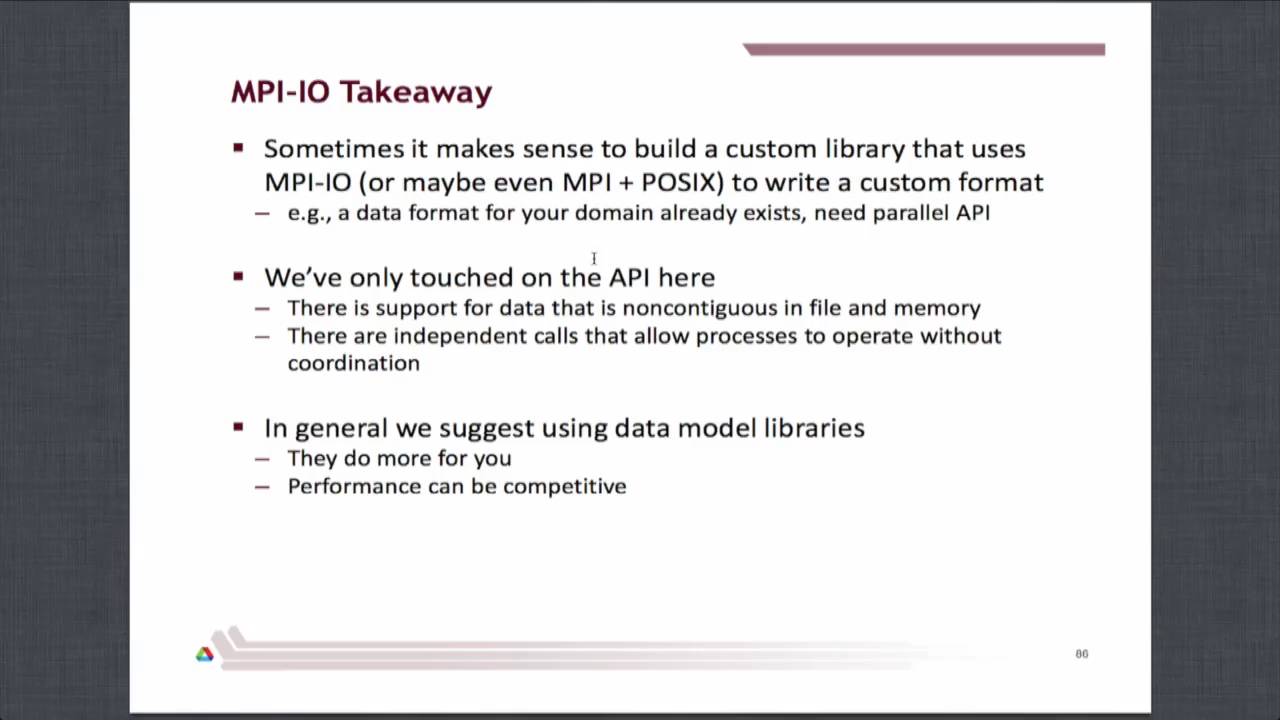 MPI-IO Takeaway
▪ Sometimes it makes sense to build a custom library that uses
MPI-IO (or maybe even MPI + POSIX) to write a custom format
– e.g., a data format for your domain already exists, need parallel API
▪ We’ve only touched on the API here
– There is support for data that is noncontiguous in file and memory
– There are independent calls that allow processes to operate without
coordination
▪ In general we suggest using data model libraries
– They do more for you
– Performance can be competitive
86